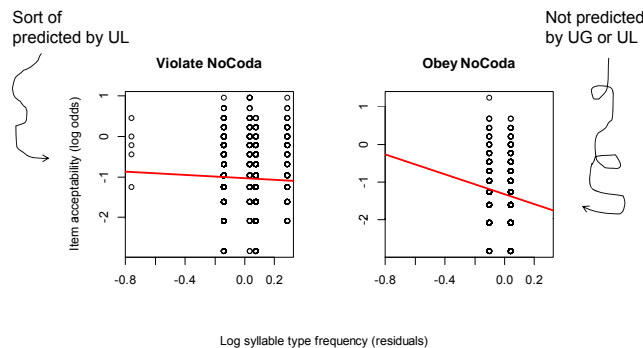 Sort of
predicted by UL
Not predicted
by UG or UL
Violate NoCoda
Obey NoCoda
Item acceptability (log odds)
1
0
-1
-2
-0.8
-0.4
0.0
0.2
1
0
-1
-2
-0.8
-0.4
0.0
0.2
Log syllable type frequency (residuals)